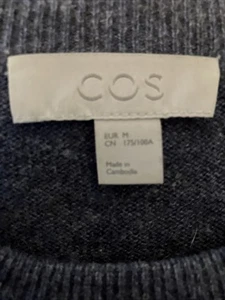 COS
EUR M
CN 175/100A
Made in
Cambodia